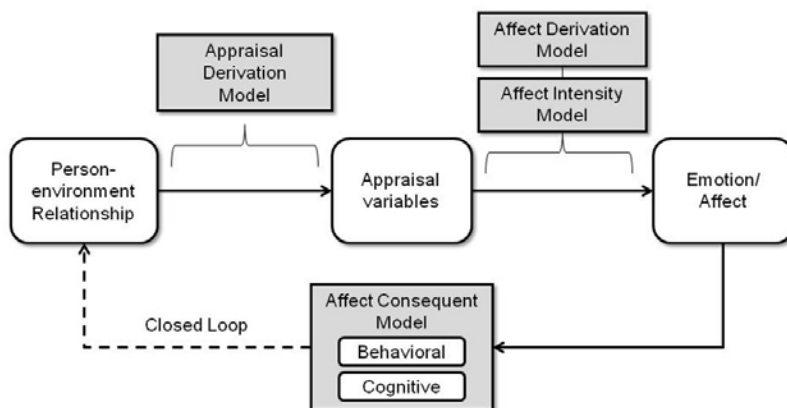 Appraisal
Derivation
Model
Affect Derivation
Model
Affect Intensity
Model
Person-
environment
Relationship
Appraisal
variables
Emotion/
Affect
Closed Loop
Affect Consequent
Model
Behavioral
Cognitive